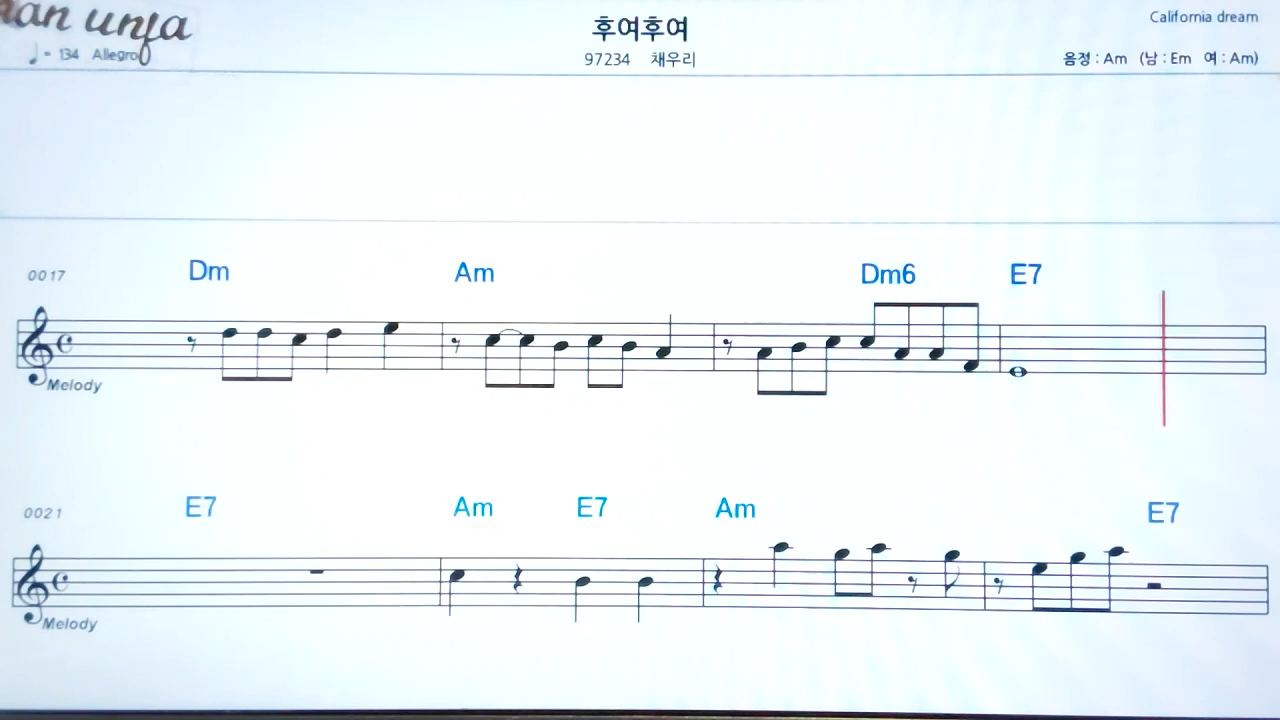 an unja
후여후여
California dream
♩ = 134 Allegro
97234 채우리
음정 : Am (남 : Em 여 : Am)
0017 Dm Am Dm6 E7
Melody
0021 E7 Am E7 Am E7
Melody